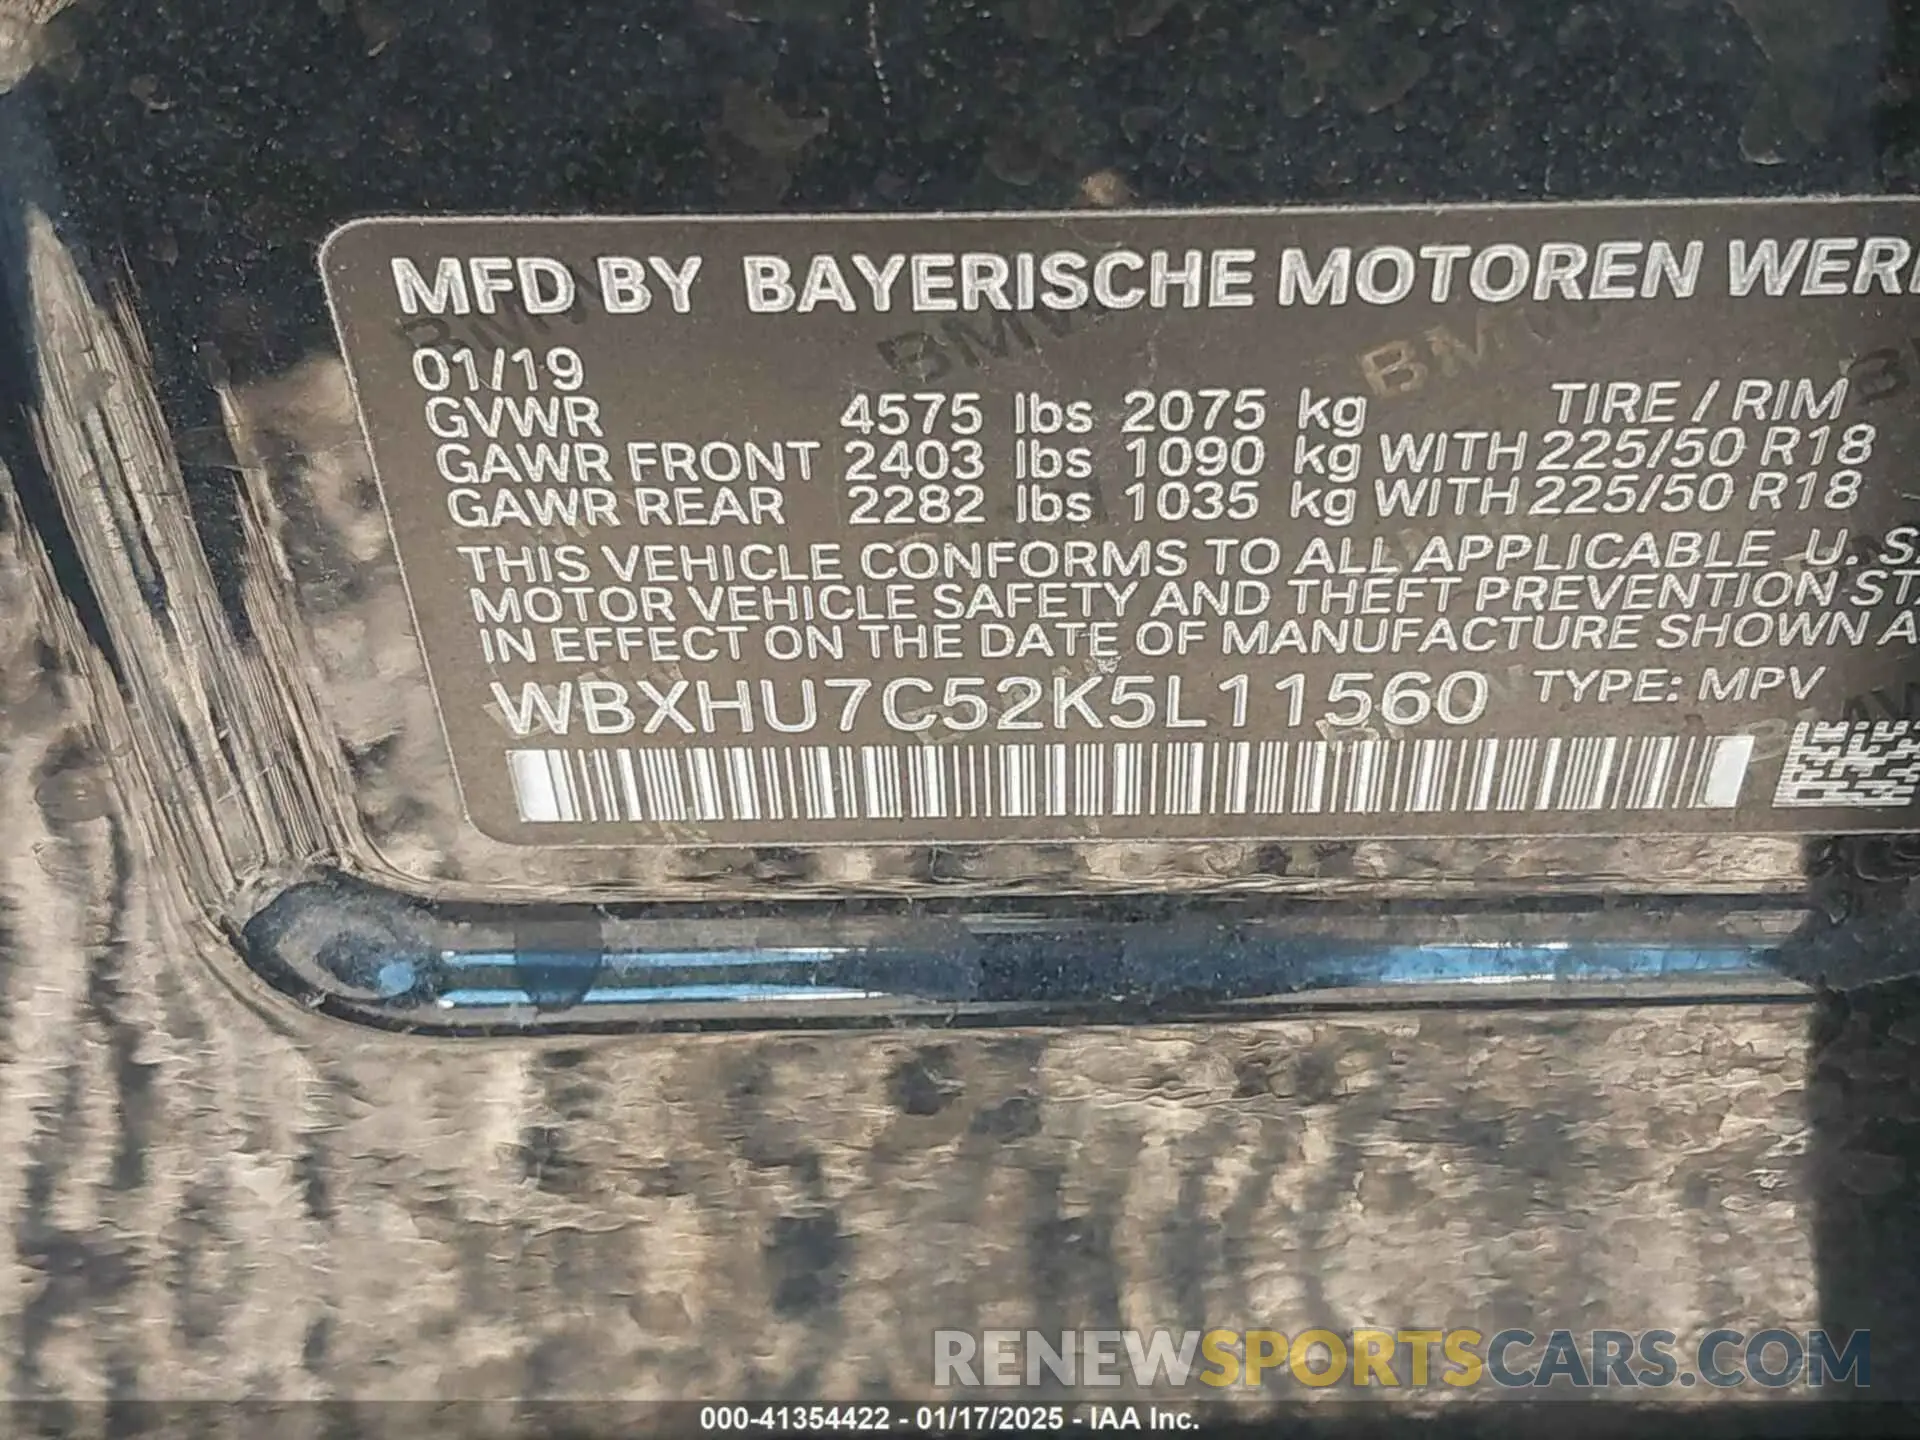 MFD BY BAYERISCHE MOTOREN
01/19
GVWR 4575 lbs 2075 kg TIRE / RIM
GAWR FRONT 2403 lbs 1090 kg WITH 225/50 R18
GAWR REAR 2282 lbs 1035 kg WITH 225/50 R18
THIS VEHICLE CONFORMS TO ALL APPLICABLE U. S.
MOTOR VEHICLE SAFETY AND THEFT PREVENTION
IN EFFECT ON THE DATE OF MANUFACTURE SHOWN
WBXHU7C52K5L11560 TYPE: MPV
RENEWSPORTSCARS.COM
000-41354422 - 01/17/2025 - IAA Inc.